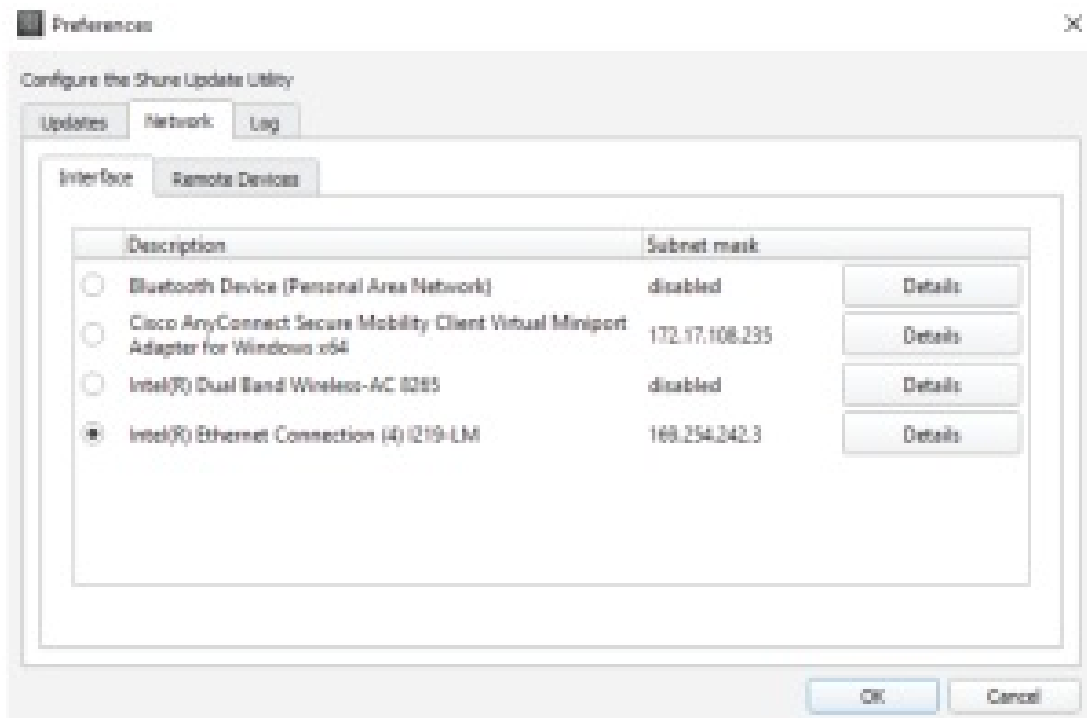 Preferences
Configure the Shure Update Utility
Updates Network Log
Interface Remote Devices
Description Subnet mask
Bluetooth Device (Personal Area Network) disabled Details
Cisco AnyConnect Secure Mobility Client Virtual Miniport
Adapter for Windows x64 172.17.108.235 Details
Intel(R) Dual Band Wireless-AC 8265 disabled Details
Intel(R) Ethernet Connection (4) I219-LM 169.254.242.3 Details
OK Cancel